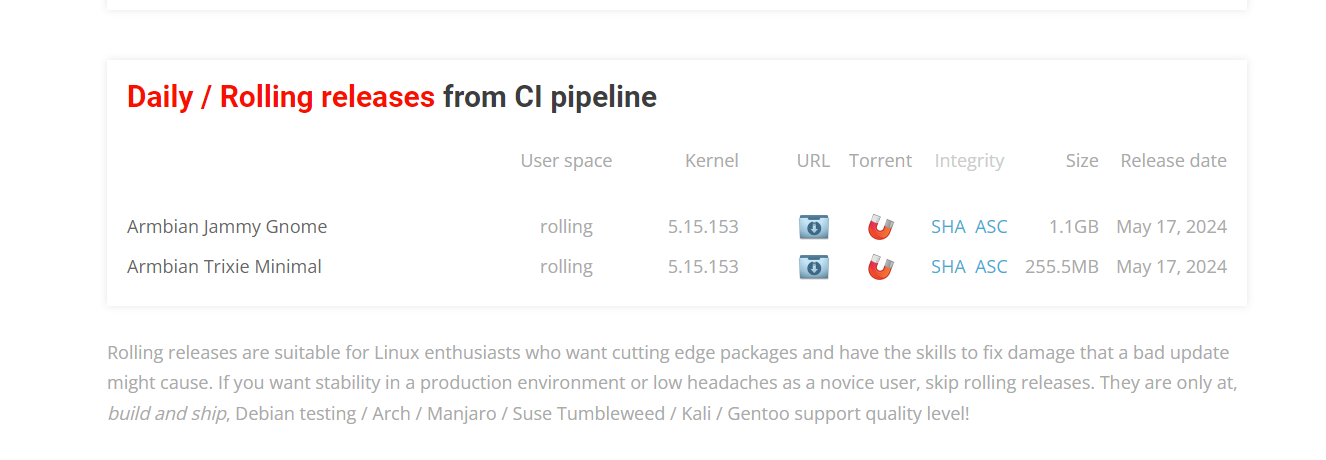 Daily / Rolling releases from CI pipeline
User space Kernel URL Torrent Integrity Size Release date
Armbian Jammy Gnome rolling 5.15.153 SHA ASC 1.1GB May 17, 2024
Armbian Trixie Minimal rolling 5.15.153 SHA ASC 255.5MB May 17, 2024
Rolling releases are suitable for Linux enthusiasts who want cutting edge packages and have the skills to fix damage that a bad update
might cause. If you want stability in a production environment or low headaches as a novice user, skip rolling releases. They are only at,
build and ship, Debian testing / Arch / Manjaro / Suse Tumbleweed / Kali / Gentoo support quality level!